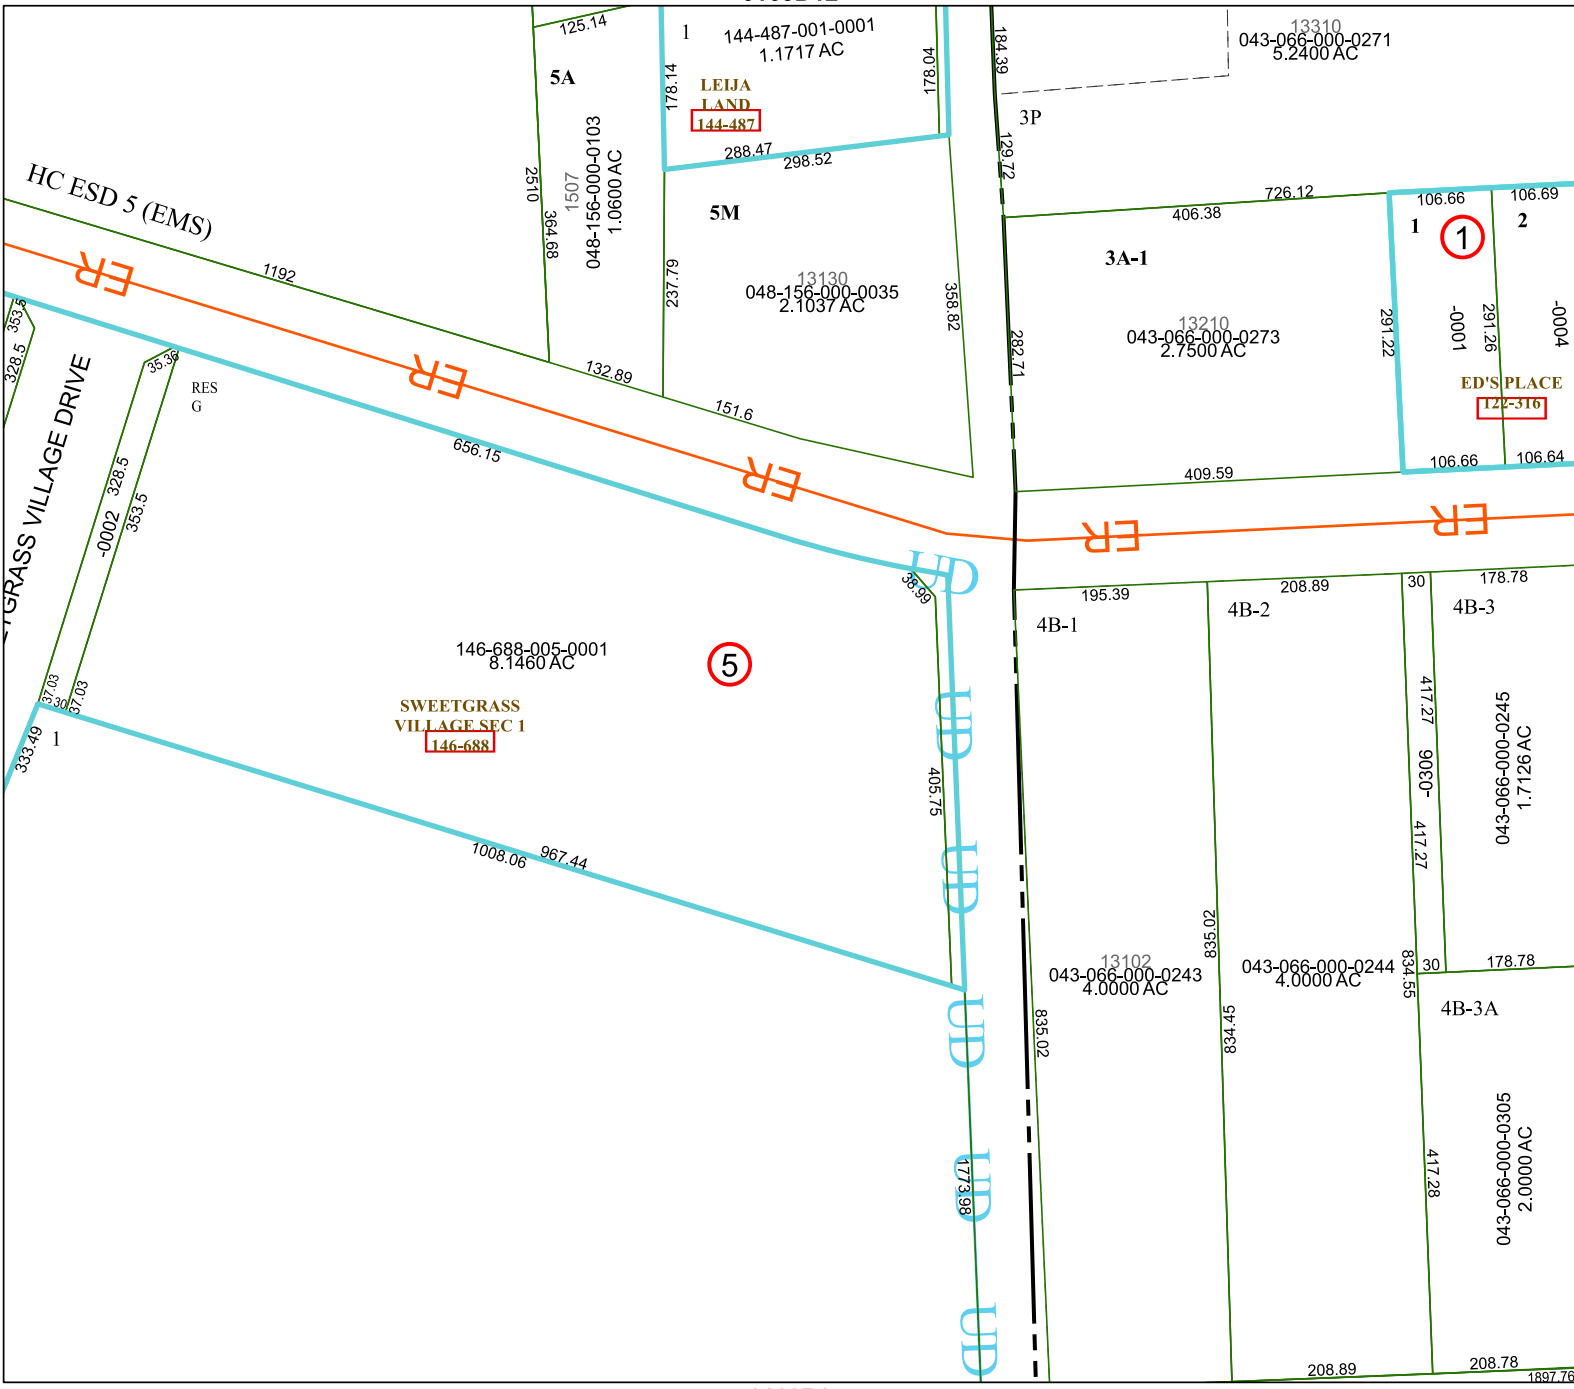 125.14
1
144-487-001-0001
1.1717 AC
178.04
184.39
13310
043-066-000-0271
5.2400 AC
5A
178.14
LEIJA
LAND
144-487
3P
129.72
288.47
298.52
2510
364.68
1507
048-156-000-0103
1.0600 AC
5M
HC ESD 5 (EMS)
726.12
406.38
106.66
106.69
1
1
2
3A-1
1192
237.79
13130
048-156-000-0035
2.1037 AC
358.82
282.71
13210
043-066-000-0273
2.7500 AC
291.22
-0001
291.26
-0004
ER
ER
ER
ER
ER
353.5
328.5
35.36
RES
G
132.89
151.6
656.15
ED'S PLACE
122-316
409.59
106.66
106.64
328.5
-0002
353.5
UD
38.99
195.39
208.89
30
178.78
4B-1
4B-2
4B-3
146-688-005-0001
8.1460 AC
5
SWEETGRASS
VILLAGE SEC 1
146-688
37.03
30
37.03
1
333.49
UD
405.75
417.27
-0306
417.27
043-066-000-0245
1.7126 AC
1008.06
967.44
UD
835.02
13102
043-066-000-0243
4.0000 AC
043-066-000-0244
4.0000 AC
834.55
30
178.78
4B-3A
UD
835.02
834.45
UD
1773.98
417.28
043-066-000-0305
2.0000 AC
UD
208.89
208.78
1897.76
VILLAGE DRIVE